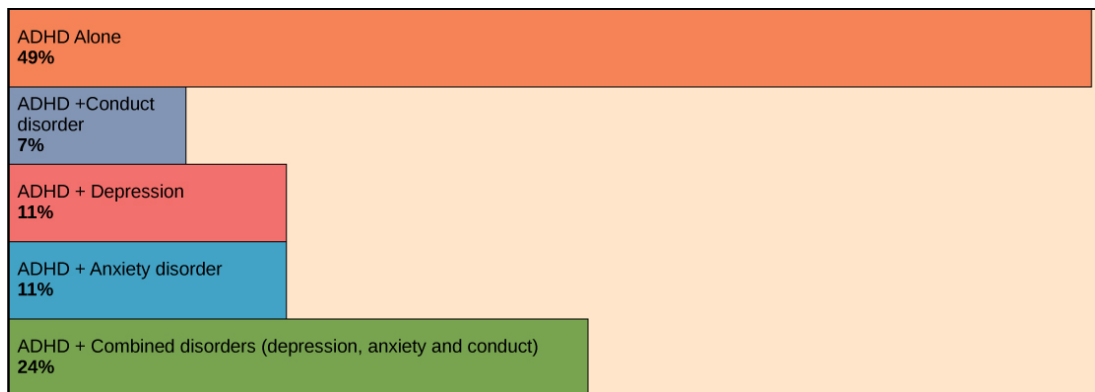 ADHD Alone
49%
ADHD +Conduct
disorder
7%
ADHD + Depression
11%
ADHD + Anxiety disorder
11%
ADHD + Combined disorders (depression, anxiety and conduct)
24%